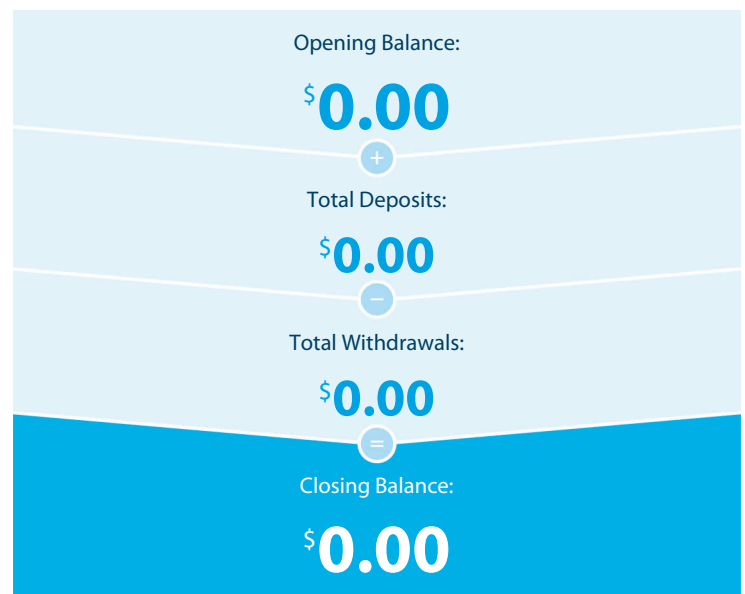 Opening Balance:
$0.00
+
Total Deposits:
$0.00
−
Total Withdrawals:
$0.00
=
Closing Balance:
$0.00